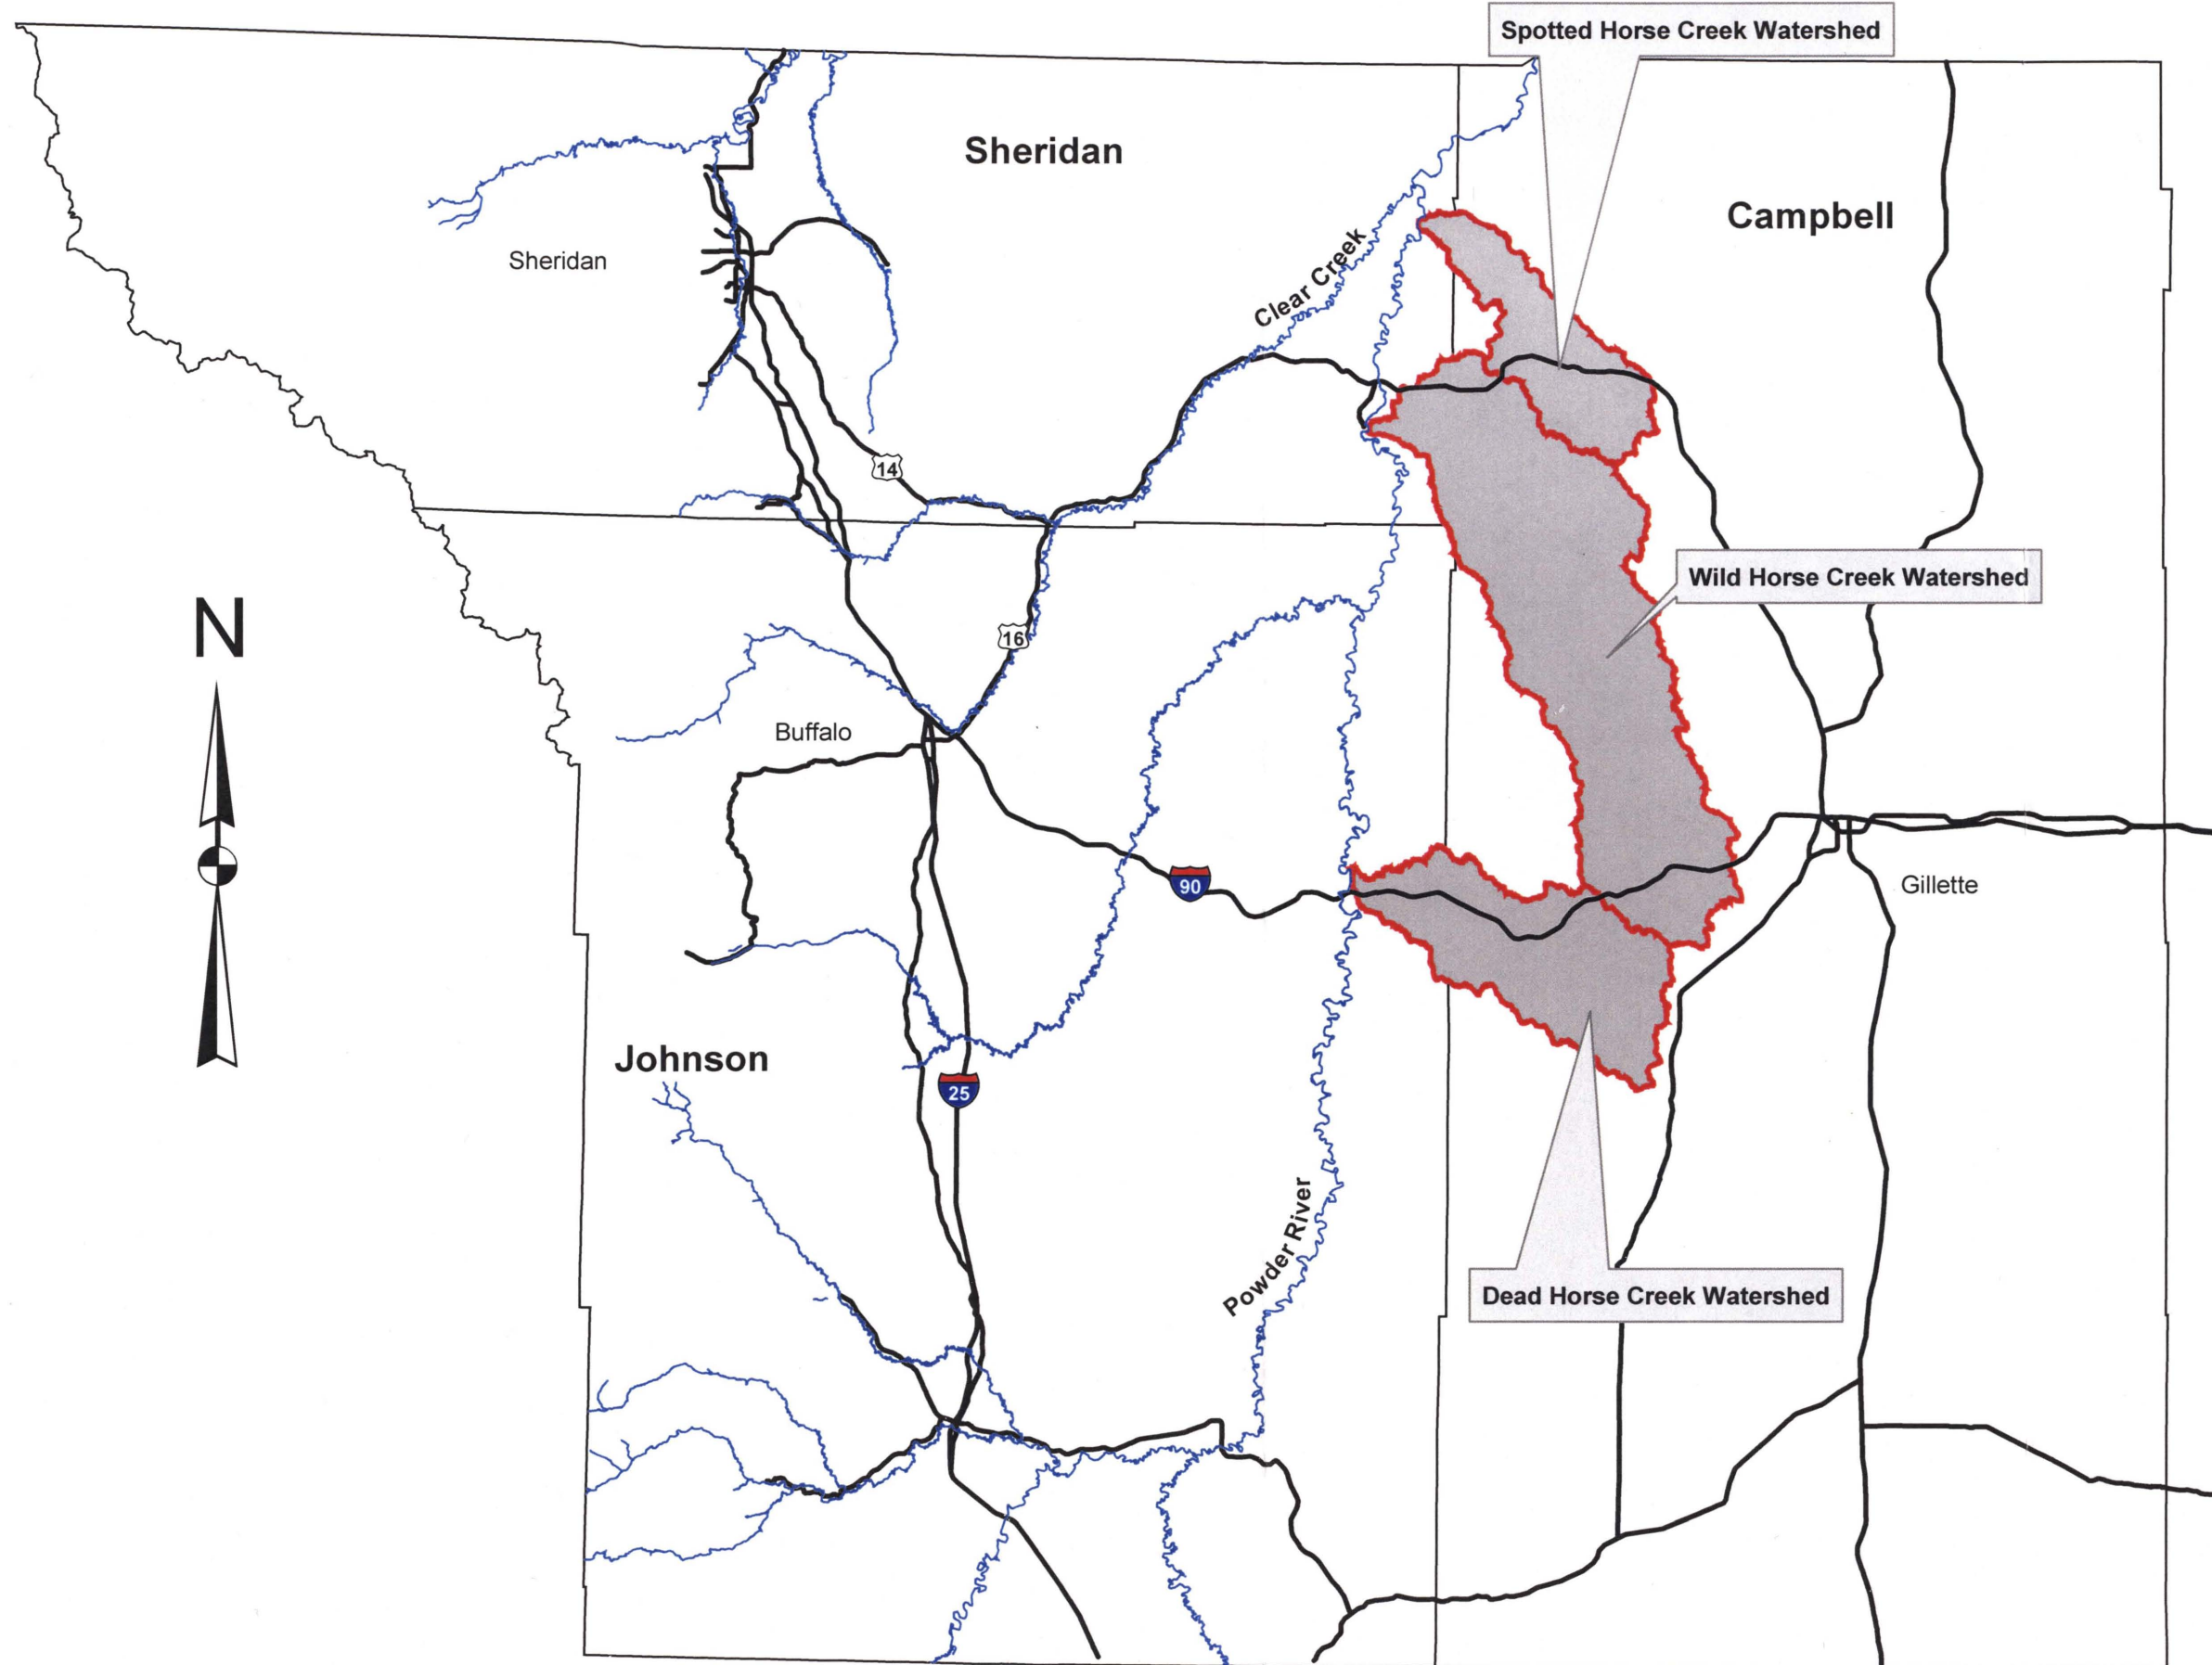 Spotted Horse Creek Watershed
Sheridan
Campbell
Clear Creek
Sheridan
14
Wild Horse Creek Watershed
N
16
Buffalo
90
Gillette
Johnson
25
Powder River
Dead Horse Creek Watershed